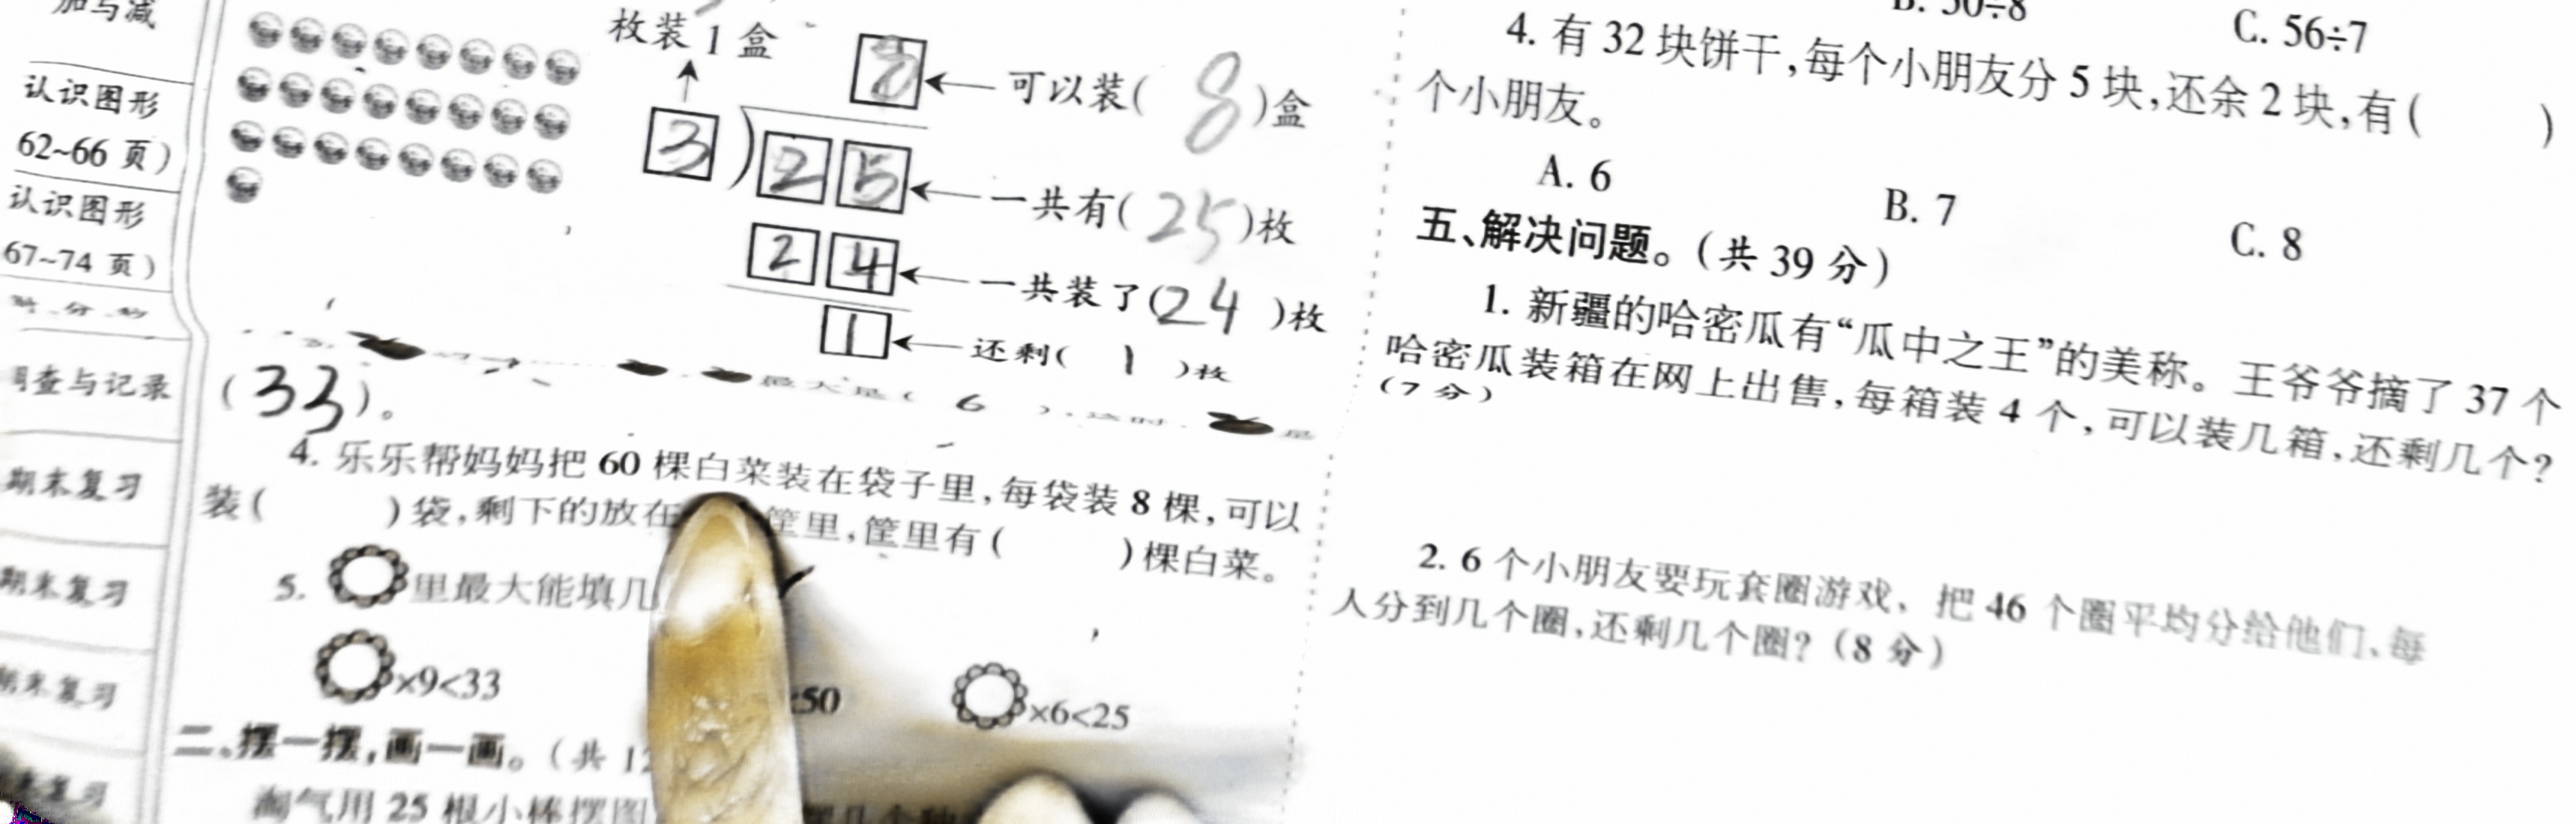 加与减
认识图形
62~66 页)
认识图形
67~74 页)
时、分、秒
调查与记录
期末复习
期末复习
期末复习
期末复习
枚装 1 盒
8 ← 可以装( 8 )盒
3 ) 2 5 ← 一共有( 25 )枚
2 4 ← 一共装了( 24 )枚
1 ← 还剩( 1 )枚
最大是( 6 ),这时, 是
( 33 )。
4. 乐乐帮妈妈把 60 棵白菜装在袋子里,每袋装 8 棵,可以
装( )袋,剩下的放在 筐里,筐里有( )棵白菜。
5. 里最大能填几
×9<33
<50
×6<25
二、摆一摆,画一画。(共 12
淘气用 25 根小棒摆图
B. 50÷8
C. 56÷7
4. 有 32 块饼干,每个小朋友分 5 块,还余 2 块,有( )
个小朋友。
A. 6
B. 7
C. 8
五、解决问题。(共 39 分)
1. 新疆的哈密瓜有“瓜中之王”的美称。王爷爷摘了 37 个
哈密瓜装箱在网上出售,每箱装 4 个,可以装几箱,还剩几个?
(7 分)
2. 6 个小朋友要玩套圈游戏, 把 46 个圈平均分给他们,每
人分到几个圈,还剩几个圈? (8 分)